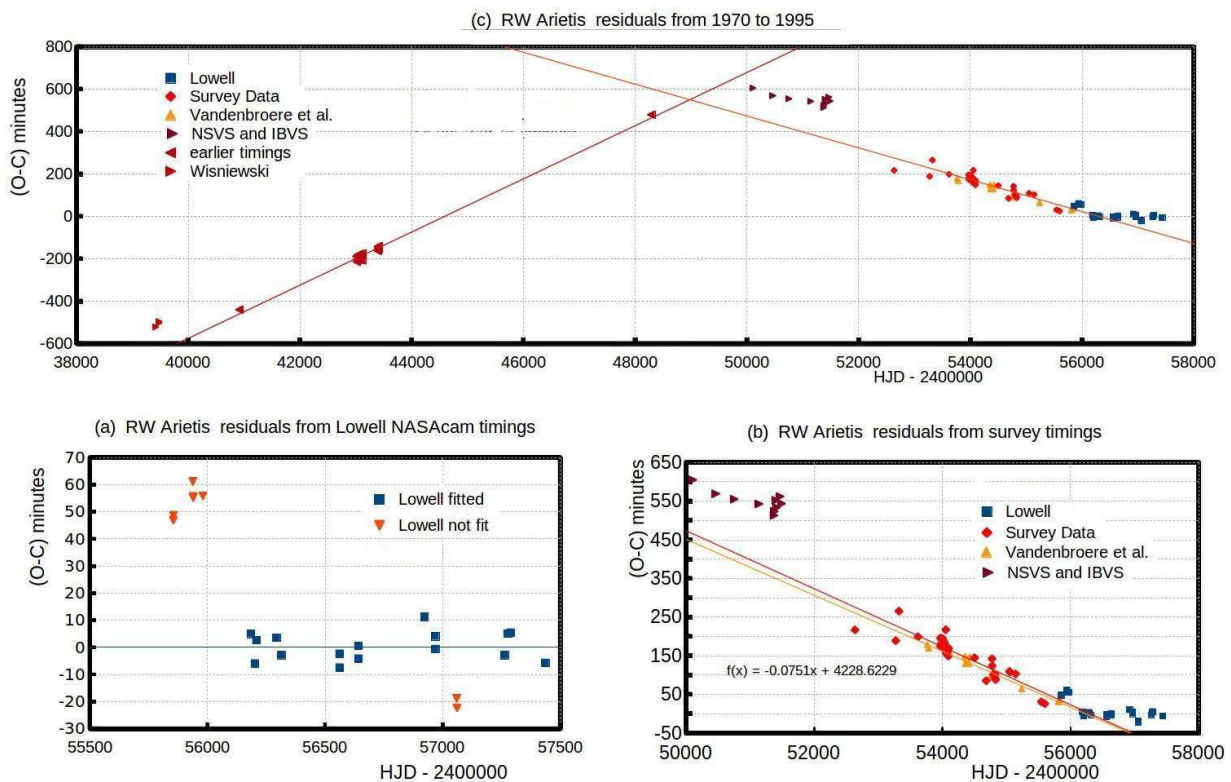 (c) RW Arietis residuals from 1970 to 1995
(O-C) minutes
800
600
400
200
0
-200
-400
-600
Lowell
Survey Data
Vandenbroere et al.
NSVS and IBVS
earlier timings
Wisniewski
38000 40000 42000 44000 46000 48000 50000 52000 54000 56000 58000
HJD - 2400000
(a) RW Arietis residuals from Lowell NASAcam timings
(O-C) minutes
70
60
50
40
30
20
10
0
-10
-20
-30
Lowell fitted
Lowell not fit
55500 56000 56500 57000 57500
HJD - 2400000
(b) RW Arietis residuals from survey timings
(O-C) minutes
650
550
450
350
250
150
50
-50
Lowell
Survey Data
Vandenbroere et al.
NSVS and IBVS
f(x) = -0.0751x + 4228.6229
50000 52000 54000 56000 58000
HJD - 2400000